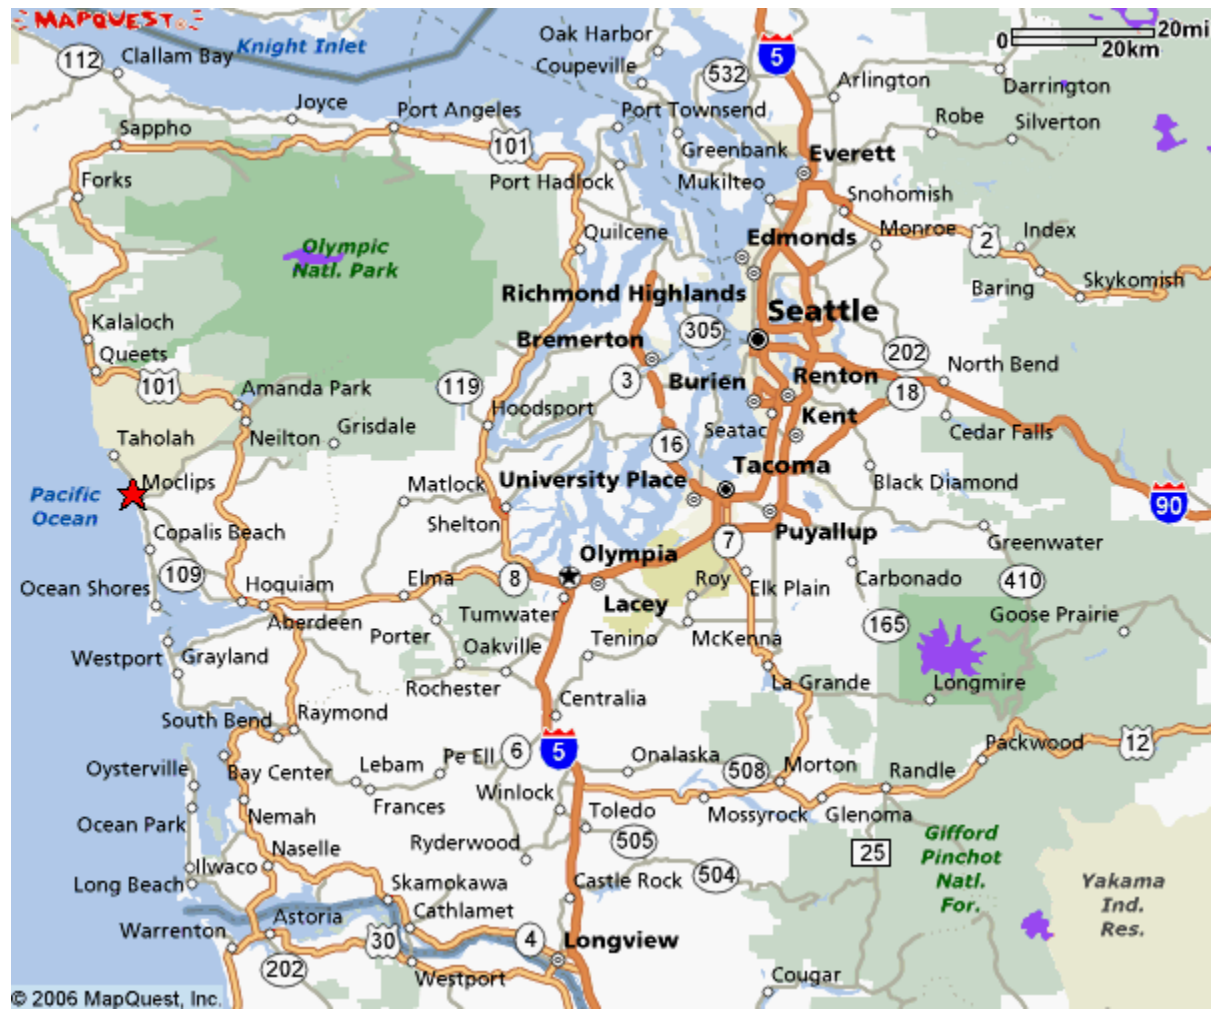 MAPQUEST
Knight Inlet
Oak Harbor
20mi
0
20km
5
112
Clallam Bay
Coupeville
532
Arlington
Darrington
Joyce
Port Angeles
Port Townsend
Robe
Silverton
Sappho
101
Greenbank
Everett
Forks
Port Hadlock
Mukilteo
Snohomish
Quilcene
Edmonds
Monroe
2
Index
Olympic
Natl. Park
Richmond Highlands
Baring
Skykomish
Kalaloch
Seattle
Bremerton
305
Queets
202
North Bend
101
Amanda Park
119
3
Burien
Renton
18
Hoodsport
Kent
Taholah
Neilton
Grisdale
16
Seatac
Cedar Falls
Moclips
Matlock
University Place
Tacoma
Black Diamond
Pacific
Ocean
90
Copalis Beach
Shelton
Puyallup
Greenwater
7
Olympia
109
Hoquiam
Elma
8
Roy
Elk Plain
Carbonado
410
Ocean Shores
Tumwater
Lacey
Goose Prairie
Aberdeen
Porter
Tenino
McKenna
165
Westport
Grayland
Oakville
Rochester
La Grande
Longmire
South Bend
Raymond
Centralia
Packwood
12
Pe Ell
6
5
Onalaska
508
Morton
Randle
Oysterville
Bay Center
Lebam
Frances
Winlock
Toledo
Mossyrock
Glenoma
Ocean Park
Nemah
Ryderwood
505
25
Gifford
Pinchot
Natl.
For.
Naselle
Ilwaco
Long Beach
Skamokawa
Castle Rock
504
Yakama
Ind.
Res.
Astoria
Cathlamet
Warrenton
30
4
Longview
202
Westport
Cougar
© 2006 MapQuest, Inc.